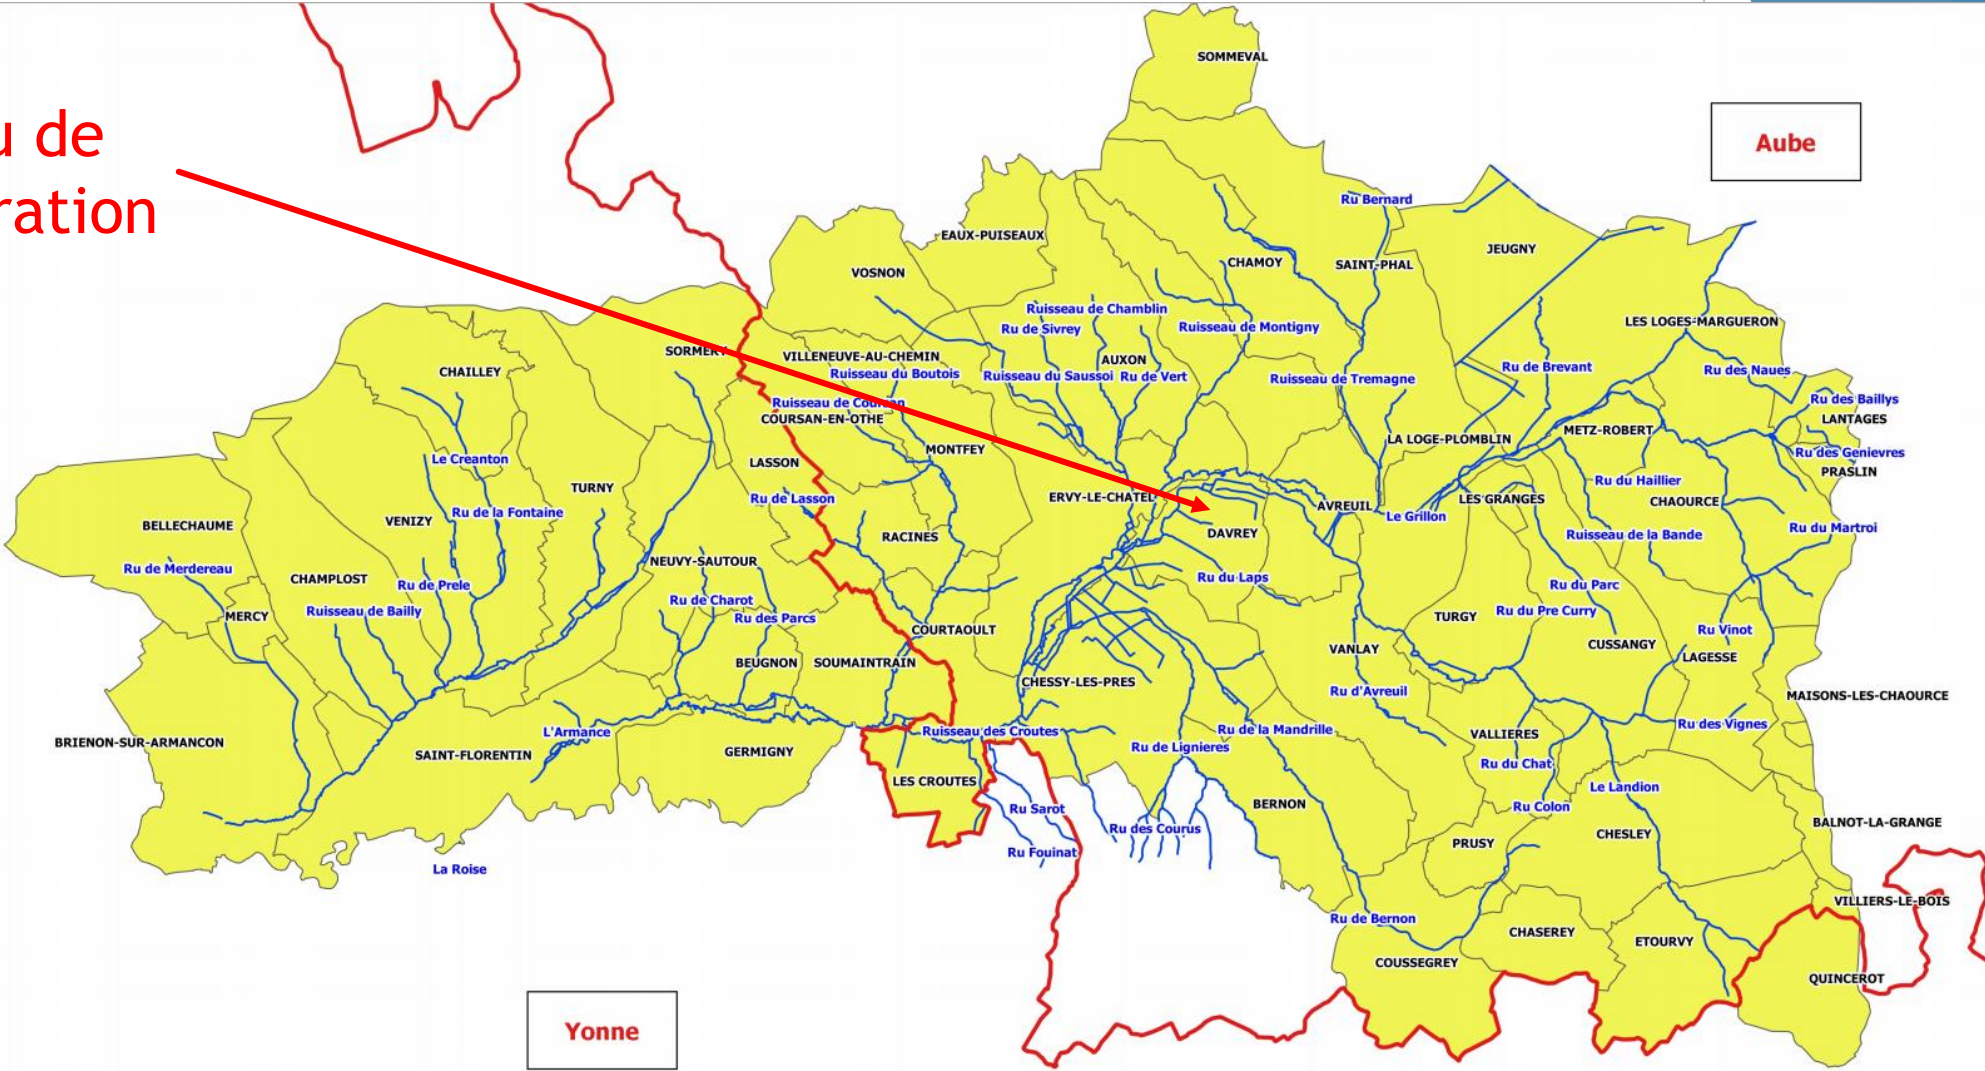 u de
ration
SOMMEVAL
Aube
Ru Bernard
EAUX-PUISEAUX
JEUGNY
CHAMOY
SAINT-PHAL
VOSNON
Ruisseau de Chamblin
LES LOGES-MARGUERON
Ru de Sivrey
Ruisseau de Montigny
SORMERY
VILLENEUVE-AU-CHEMIN
AUXON
CHAILLEY
Ruisseau du Boutois
Ruisseau du Saussoi
Ru de Vert
Ruisseau de Tremagne
Ru de Brevant
Ru des Naues
Ru des Baillys
Ruisseau de Coursan
COURSAN-EN-OTHE
LANTAGES
METZ-ROBERT
LA LOGE-PLOMBLIN
MONTFEY
Ru des Genievres
Le Creanton
LASSON
PRASLIN
Ru du Haillier
TURNY
Ru de Lasson
ERVY-LE-CHATEL
LES GRANGES
CHAOURCE
AVREUIL
Ru de la Fontaine
Le Grillon
VENIZY
BELLECHAUME
Ru du Martroi
RACINES
DAVREY
Ruisseau de la Bande
NEUVY-SAUTOUR
Ru de Merdereau
CHAMPLOST
Ru du Laps
Ru de Prele
Ru du Parc
Ru de Charot
Ruisseau de Bailly
Ru du Pre Curry
MERCY
Ru des Parcs
TURGY
COURTAOULT
Ru Vinot
CUSSANGY
VANLAY
LAGESSE
BEUGNON
SOUMAINTRAIN
CHESSY-LES-PRES
Ru d'Avreuil
MAISONS-LES-CHAOURCE
Ru des Vignes
L'Armance
Ruisseau des Croutes
Ru de la Mandrille
VALLIERES
BRIENON-SUR-ARMANCON
Ru de Lignieres
GERMIGNY
SAINT-FLORENTIN
Ru du Chat
LES CROUTES
Le Landion
BERNON
Ru Sarot
Ru Colon
BALNOT-LA-GRANGE
Ru des Courus
CHESLEY
PRUSY
Ru Fouinat
La Roise
VILLIERS-LE-BOIS
Ru de Bernon
CHASEREY
ETOURVY
COUSSEGREY
QUINCEROT
Yonne